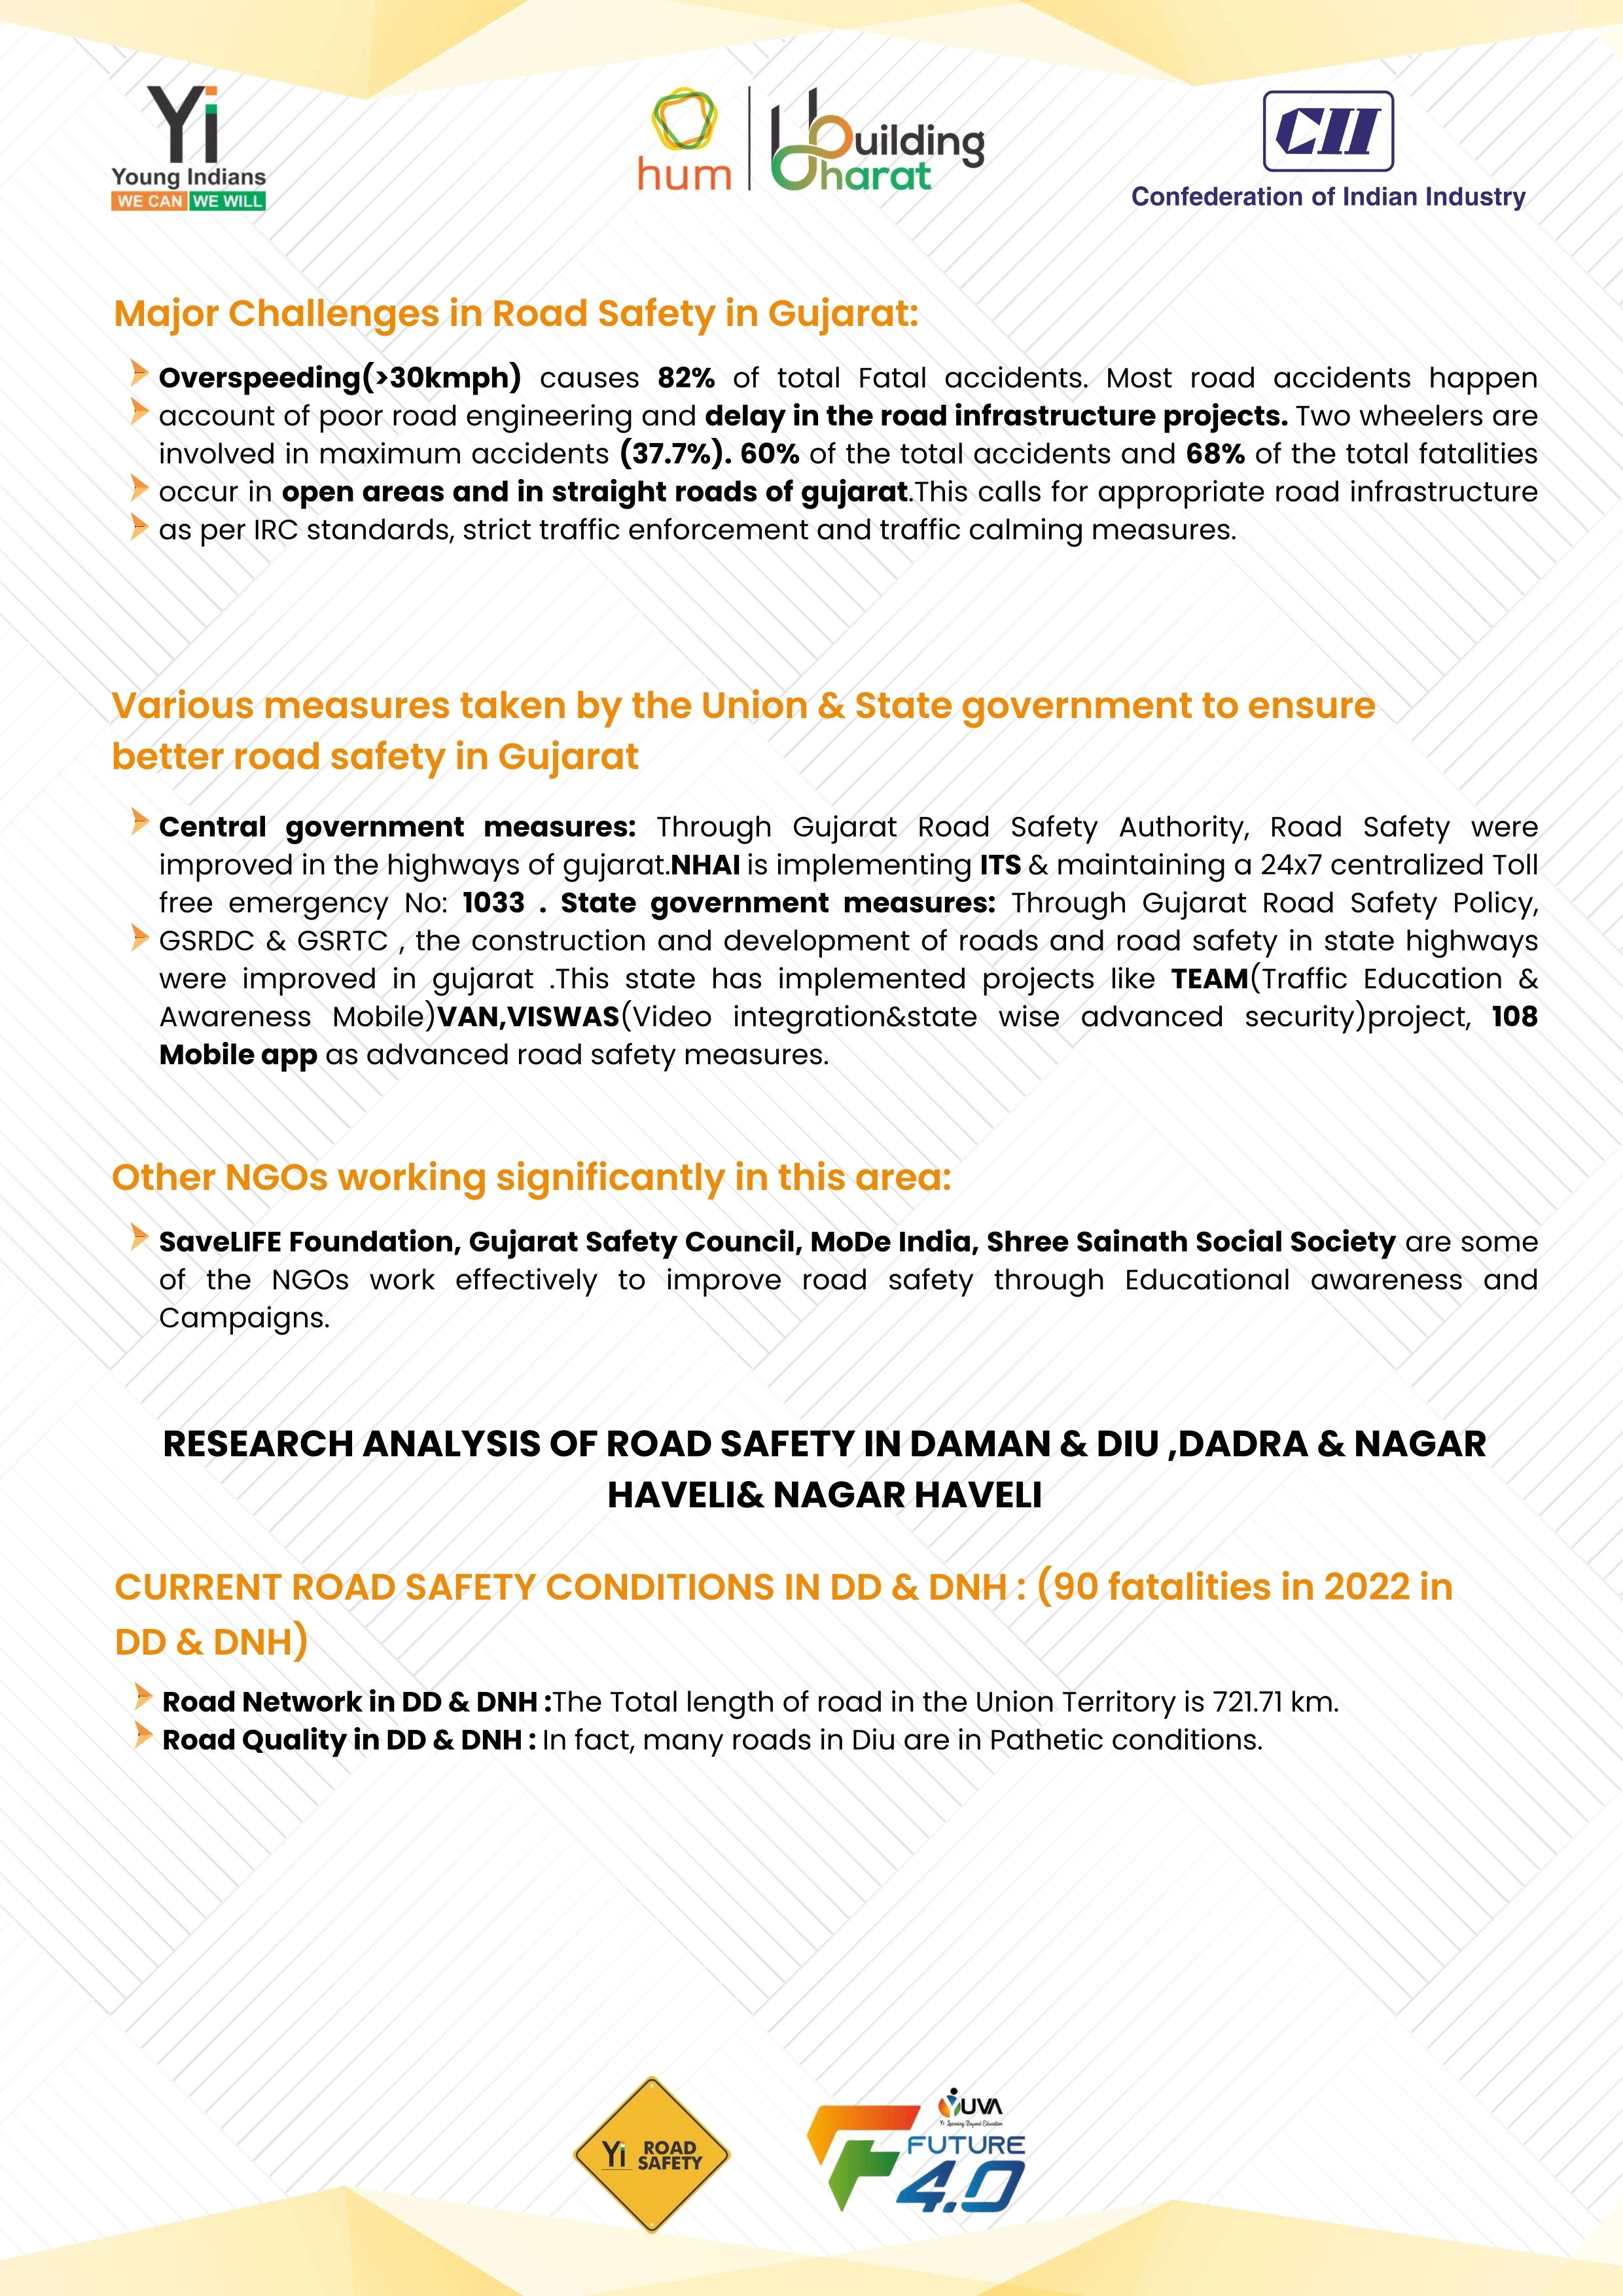 Yi
Young Indians
WE CAN WE WILL
hum
Building
Bharat
CII
Confederation of Indian Industry
Major Challenges in Road Safety in Gujarat:
Overspeeding(>30kmph) causes 82% of total Fatal accidents. Most road accidents happen
account of poor road engineering and delay in the road infrastructure projects. Two wheelers are
involved in maximum accidents (37.7%). 60% of the total accidents and 68% of the total fatalities
occur in open areas and in straight roads of gujarat.This calls for appropriate road infrastructure
as per IRC standards, strict traffic enforcement and traffic calming measures.
Various measures taken by the Union & State government to ensure
better road safety in Gujarat
Central government measures: Through Gujarat Road Safety Authority, Road Safety were
improved in the highways of gujarat.NHAI is implementing ITS & maintaining a 24x7 centralized Toll
free emergency No: 1033 . State government measures: Through Gujarat Road Safety Policy,
GSRDC & GSRTC , the construction and development of roads and road safety in state highways
were improved in gujarat .This state has implemented projects like TEAM(Traffic Education &
Awareness Mobile)VAN,VISWAS(Video integration&state wise advanced security)project, 108
Mobile app as advanced road safety measures.
Other NGOs working significantly in this area:
SaveLIFE Foundation, Gujarat Safety Council, MoDe India, Shree Sainath Social Society are some
of the NGOs work effectively to improve road safety through Educational awareness and
Campaigns.
RESEARCH ANALYSIS OF ROAD SAFETY IN DAMAN & DIU ,DADRA & NAGAR
HAVELI& NAGAR HAVELI
CURRENT ROAD SAFETY CONDITIONS IN DD & DNH : (90 fatalities in 2022 in
DD & DNH)
Road Network in DD & DNH :The Total length of road in the Union Territory is 721.71 km.
Road Quality in DD & DNH : In fact, many roads in Diu are in Pathetic conditions.
Yi ROAD
SAFETY
YUVA
Yi Learning Beyond Education
FUTURE
4.0